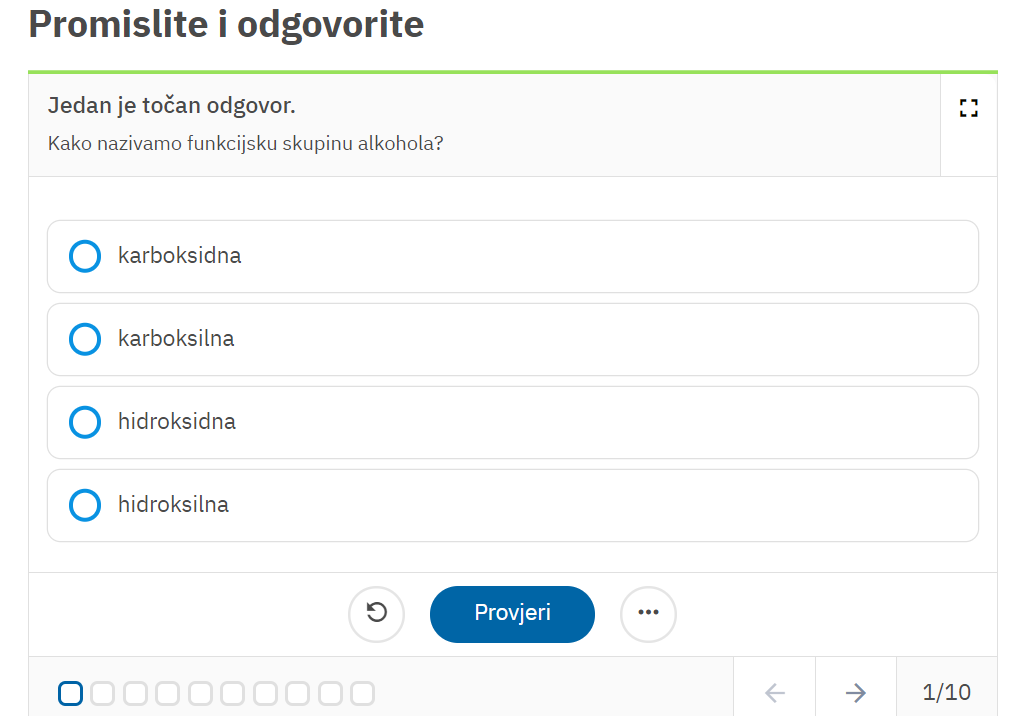 Promislite i odgovorite
Jedan je točan odgovor.
Kako nazivamo funkcijsku skupinu alkohola?
karboksidna
karboksilna
hidroksidna
hidroksilna
Provjeri
1/10